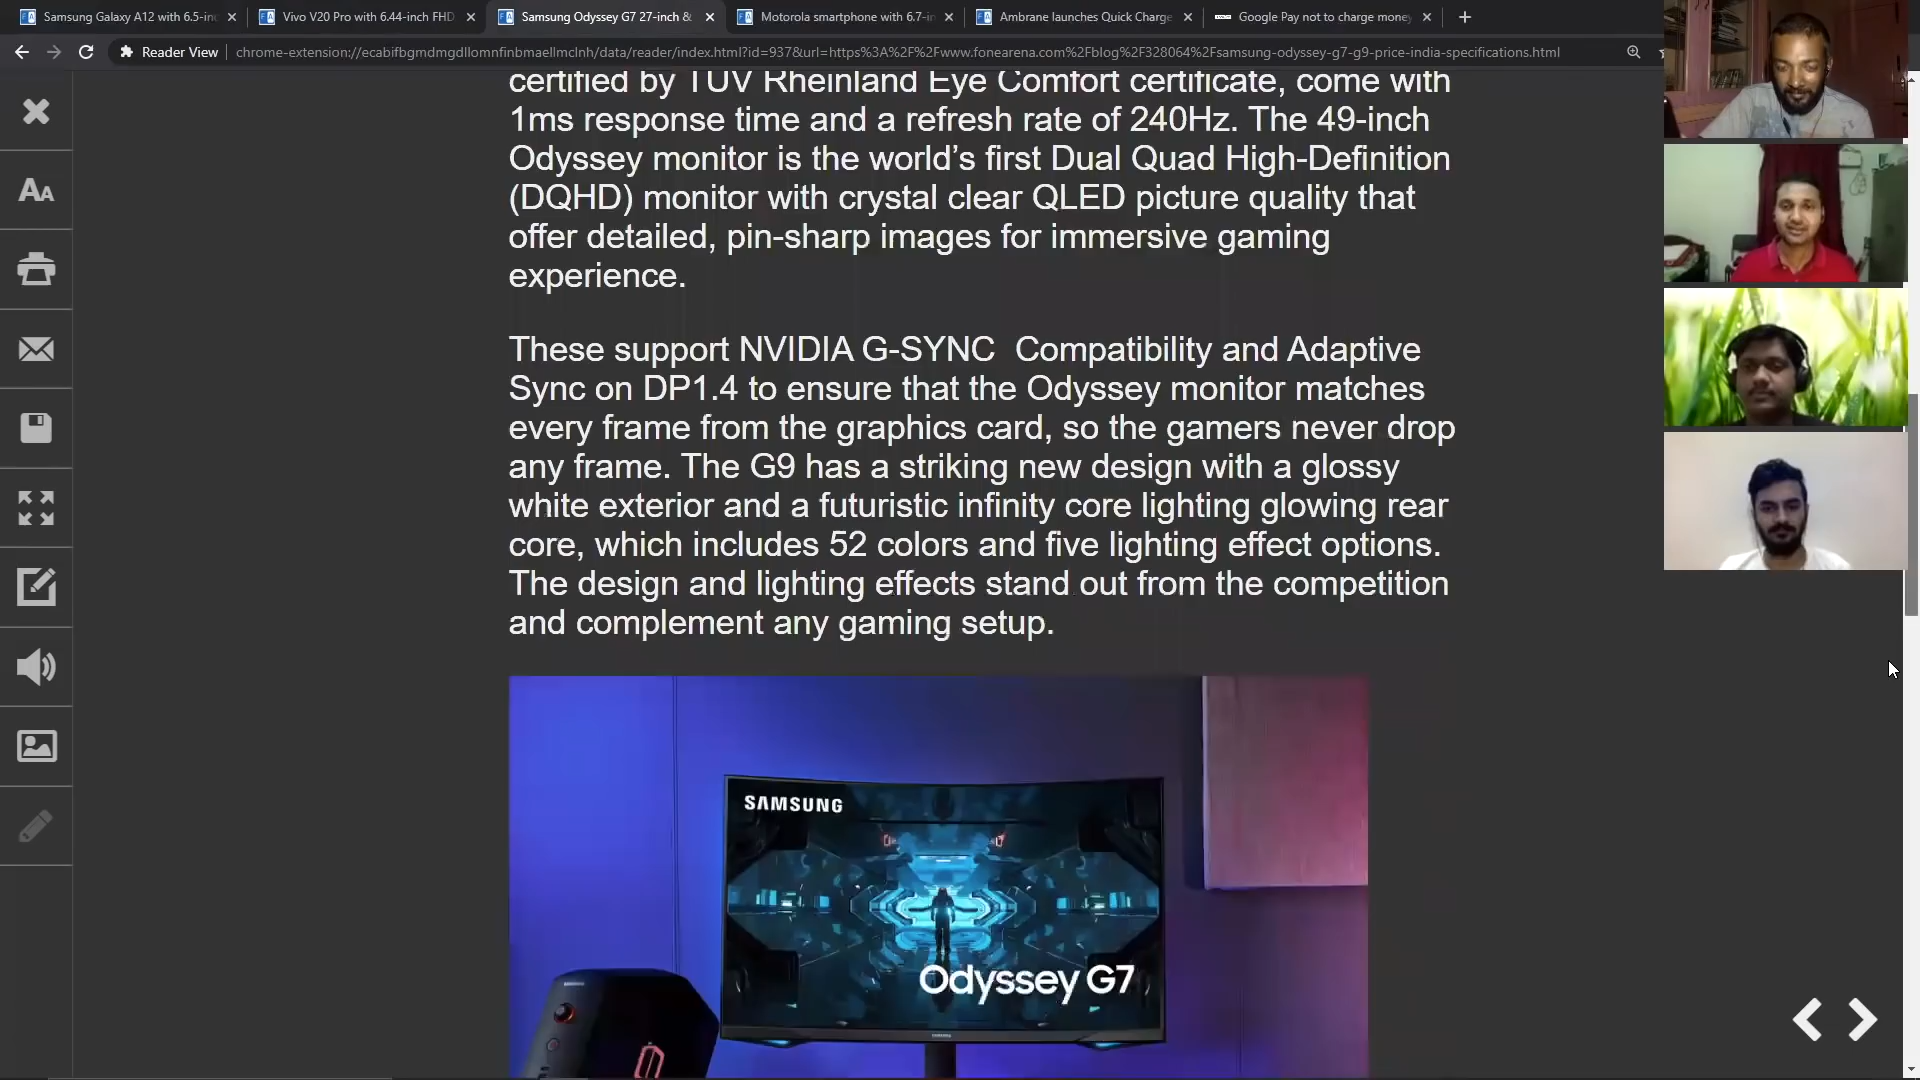 Samsung Galaxy A12 with 6.5-in
Vivo V20 Pro with 6.44-inch FHD
Samsung Odyssey G7 27-inch &
Motorola smartphone with 6.7-in
Ambrane launches Quick Charge
Google Pay not to charge money
Reader View
chrome-extension://ecabifbgmdmgdllomnfinbmaellmclnh/data/reader/index.html?id=937&url=https%3A%2F%2Fwww.fonearena.com%2Fblog%2F328064%2Fsamsung-odyssey-g7-g9-price-india-specifications.html
certified by TUV Rheinland Eye Comfort certificate, come with
1ms response time and a refresh rate of 240Hz. The 49-inch
Odyssey monitor is the world’s first Dual Quad High-Definition
(DQHD) monitor with crystal clear QLED picture quality that
offer detailed, pin-sharp images for immersive gaming
experience.
These support NVIDIA G-SYNC  Compatibility and Adaptive
Sync on DP1.4 to ensure that the Odyssey monitor matches
every frame from the graphics card, so the gamers never drop
any frame. The G9 has a striking new design with a glossy
white exterior and a futuristic infinity core lighting glowing rear
core, which includes 52 colors and five lighting effect options.
The design and lighting effects stand out from the competition
and complement any gaming setup.
SAMSUNG
Odyssey G7